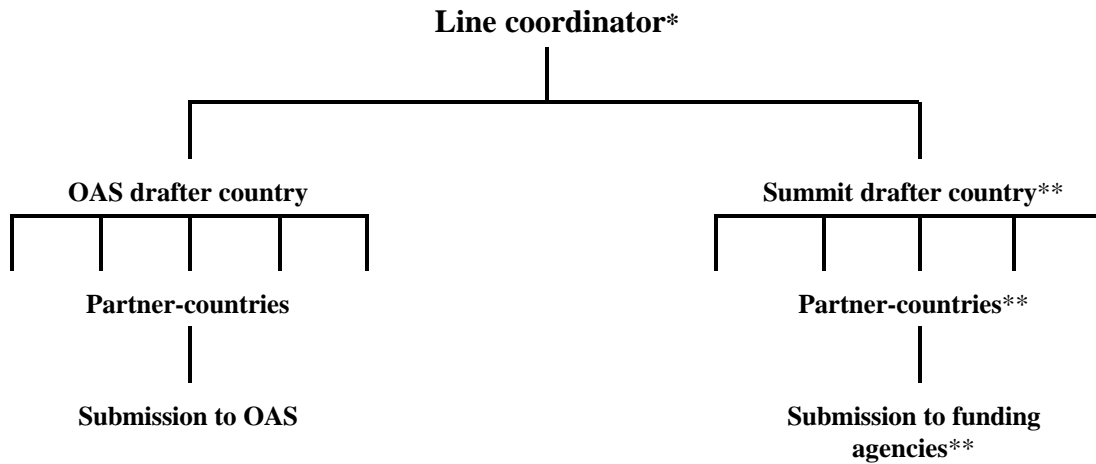 Line coordinator*
OAS drafter country
Summit drafter country**
Partner-countries
Partner-countries**
Submission to OAS
Submission to funding
agencies**